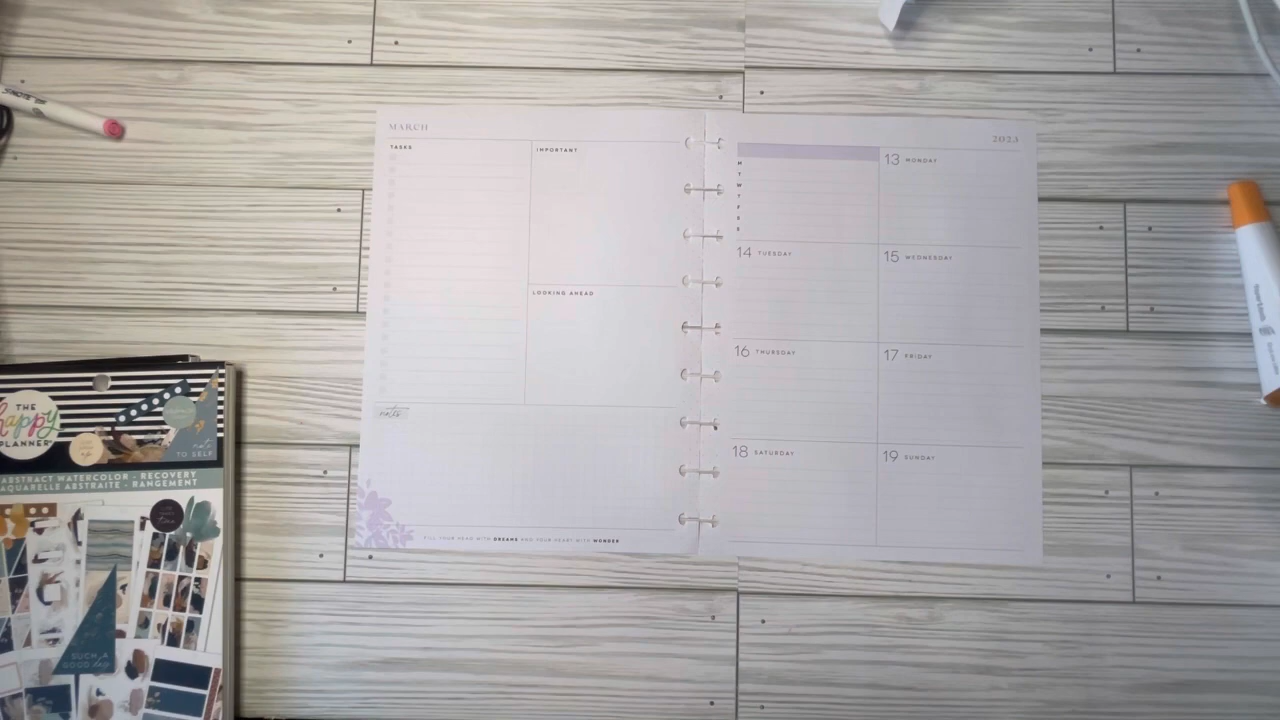 MARCH
TASKS
IMPORTANT
LOOKING AHEAD
notes
FILL YOUR HEAD WITH DREAMS AND YOUR HEART WITH WONDER
2023
M
T
W
T
F
S
S
13 MONDAY
14 TUESDAY
15 WEDNESDAY
16 THURSDAY
17 FRIDAY
18 SATURDAY
19 SUNDAY
THE
happy
PLANNER
note
TO SELF
ABSTRACT WATERCOLOR - RECOVERY
AQUARELLE ABSTRAITE - RANGEMENT
SUCH A
GOOD day